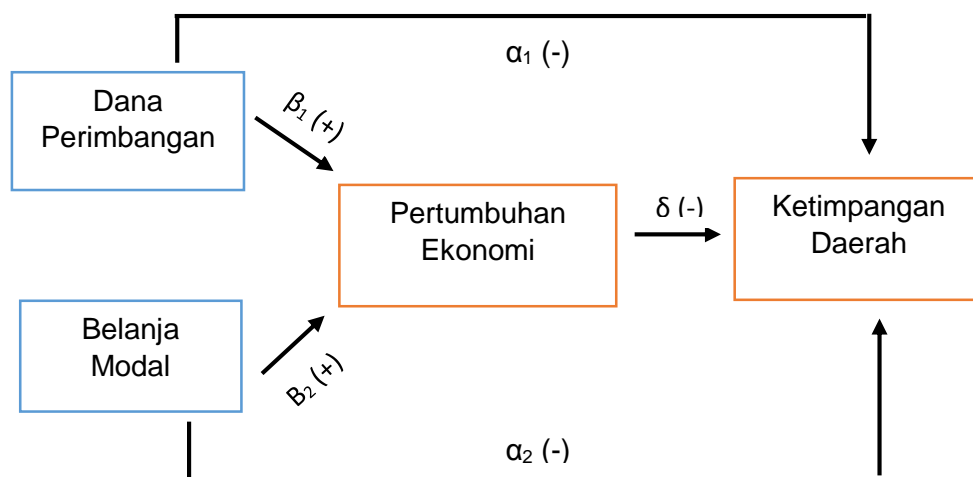 α₁ (-)
Dana
Perimbangan
β₁ (+)
Pertumbuhan
Ekonomi
δ (-)
Ketimpangan
Daerah
Belanja
Modal
B₂ (+)
α₂ (-)